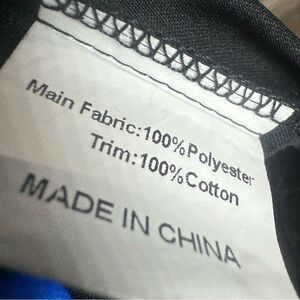 Main Fabric:100%Polyester
Trim:100%Cotton
MADE IN CHINA